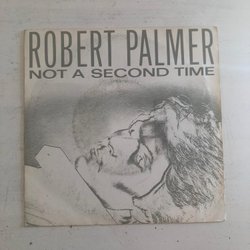 ROBERT PALMER
NOT A SECOND TIME